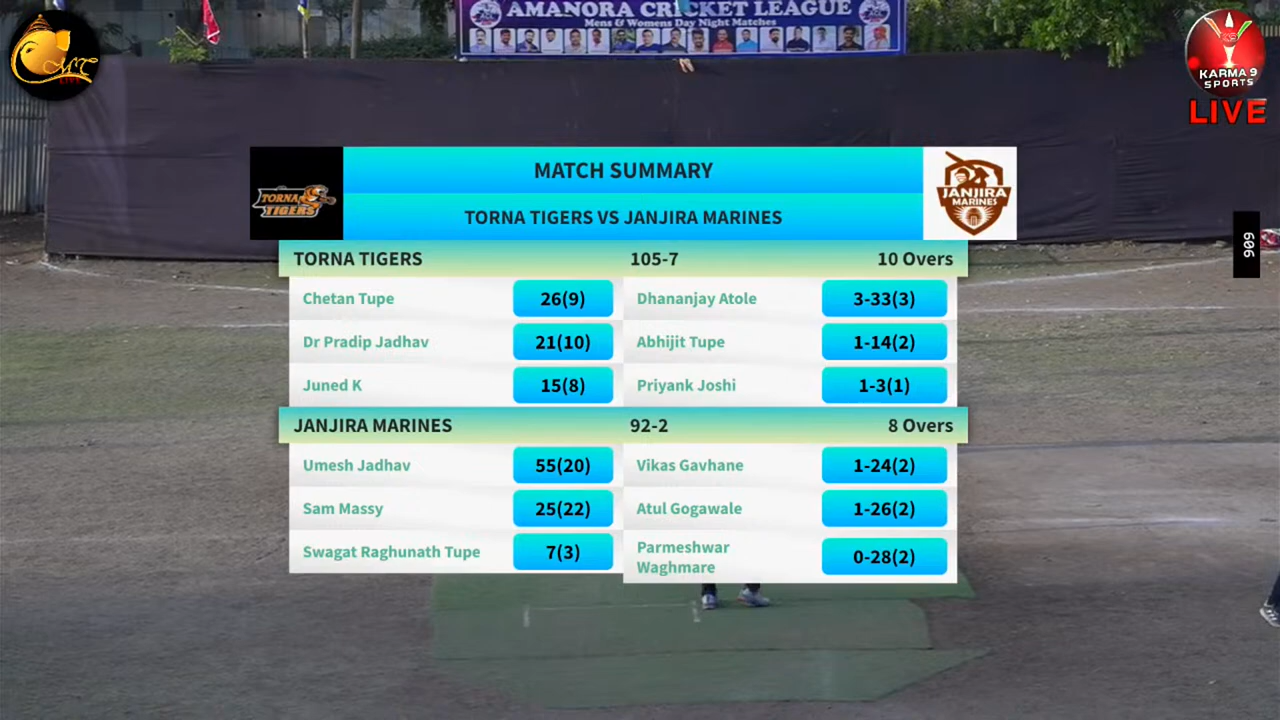 AMANORA CRICKET LEAGUE
Mens & Womens Day Night Matches
CMT
LIVE
KARMA 9
SPORTS
LIVE
MATCH SUMMARY
TORNA TIGERS VS JANJIRA MARINES
TORNA
TIGERS
JANJIRA
MARINES
TORNA TIGERS 105-7 10 Overs
Chetan Tupe 26(9) Dhananjay Atole 3-33(3)
Dr Pradip Jadhav 21(10) Abhijit Tupe 1-14(2)
Juned K 15(8) Priyank Joshi 1-3(1)
JANJIRA MARINES 92-2 8 Overs
Umesh Jadhav 55(20) Vikas Gavhane 1-24(2)
Sam Massy 25(22) Atul Gogawale 1-26(2)
Swagat Raghunath Tupe 7(3) Parmeshwar Waghmare 0-28(2)
909